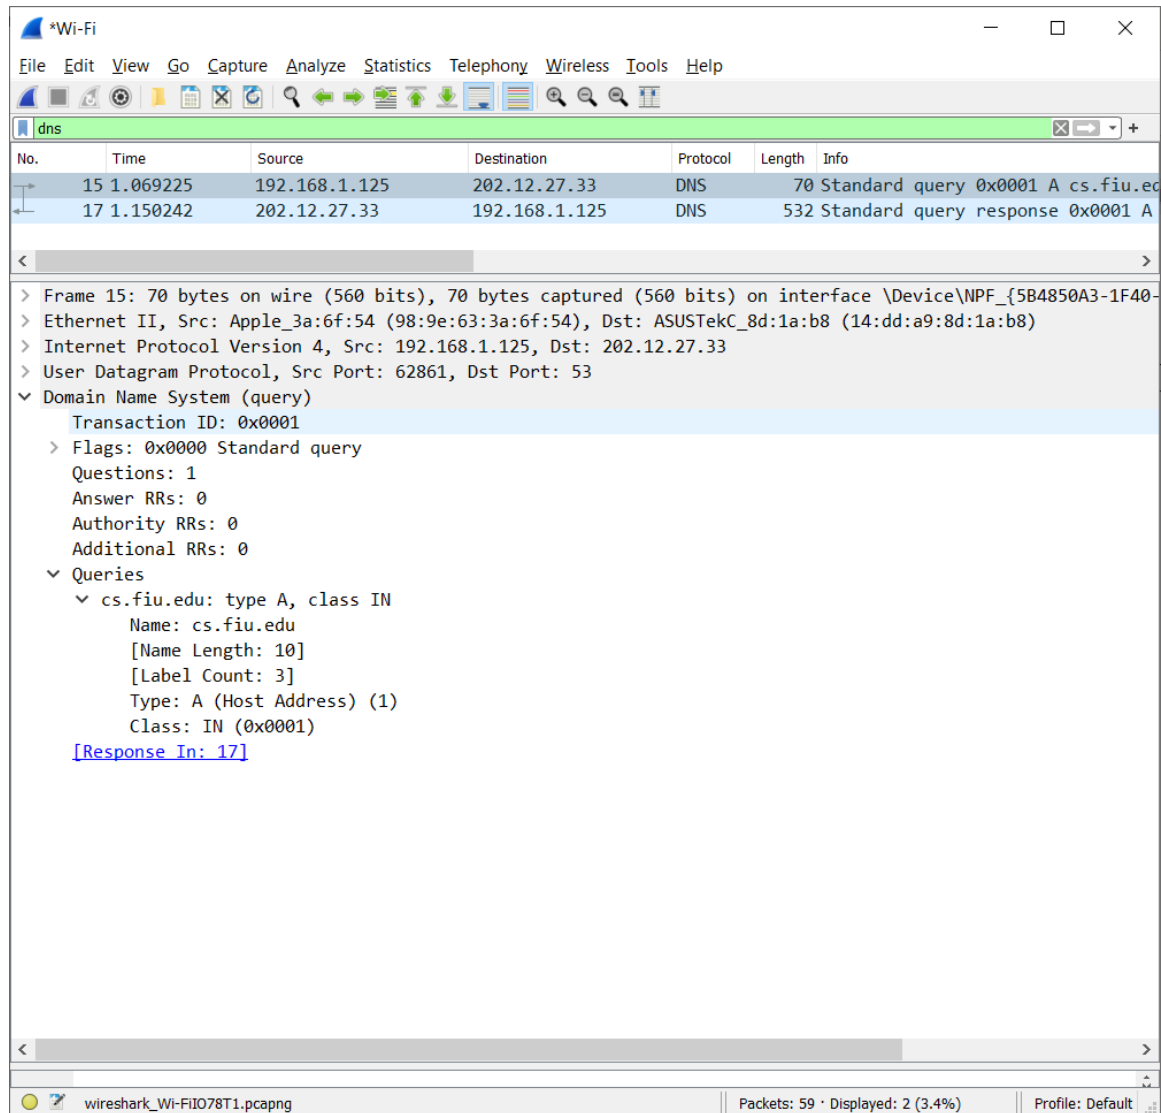 *Wi-Fi
File Edit View Go Capture Analyze Statistics Telephony Wireless Tools Help
dns
No. Time Source Destination Protocol Length Info
15 1.069225 192.168.1.125 202.12.27.33 DNS 70 Standard query 0x0001 A cs.fiu.ed
17 1.150242 202.12.27.33 192.168.1.125 DNS 532 Standard query response 0x0001 A
Frame 15: 70 bytes on wire (560 bits), 70 bytes captured (560 bits) on interface \Device\NPF_{5B4850A3-1F40-
Ethernet II, Src: Apple_3a:6f:54 (98:9e:63:3a:6f:54), Dst: ASUSTekC_8d:1a:b8 (14:dd:a9:8d:1a:b8)
Internet Protocol Version 4, Src: 192.168.1.125, Dst: 202.12.27.33
User Datagram Protocol, Src Port: 62861, Dst Port: 53
Domain Name System (query)
Transaction ID: 0x0001
Flags: 0x0000 Standard query
Questions: 1
Answer RRs: 0
Authority RRs: 0
Additional RRs: 0
Queries
cs.fiu.edu: type A, class IN
Name: cs.fiu.edu
[Name Length: 10]
[Label Count: 3]
Type: A (Host Address) (1)
Class: IN (0x0001)
[Response In: 17]
wireshark_Wi-FiIO78T1.pcapng Packets: 59 · Displayed: 2 (3.4%) Profile: Default